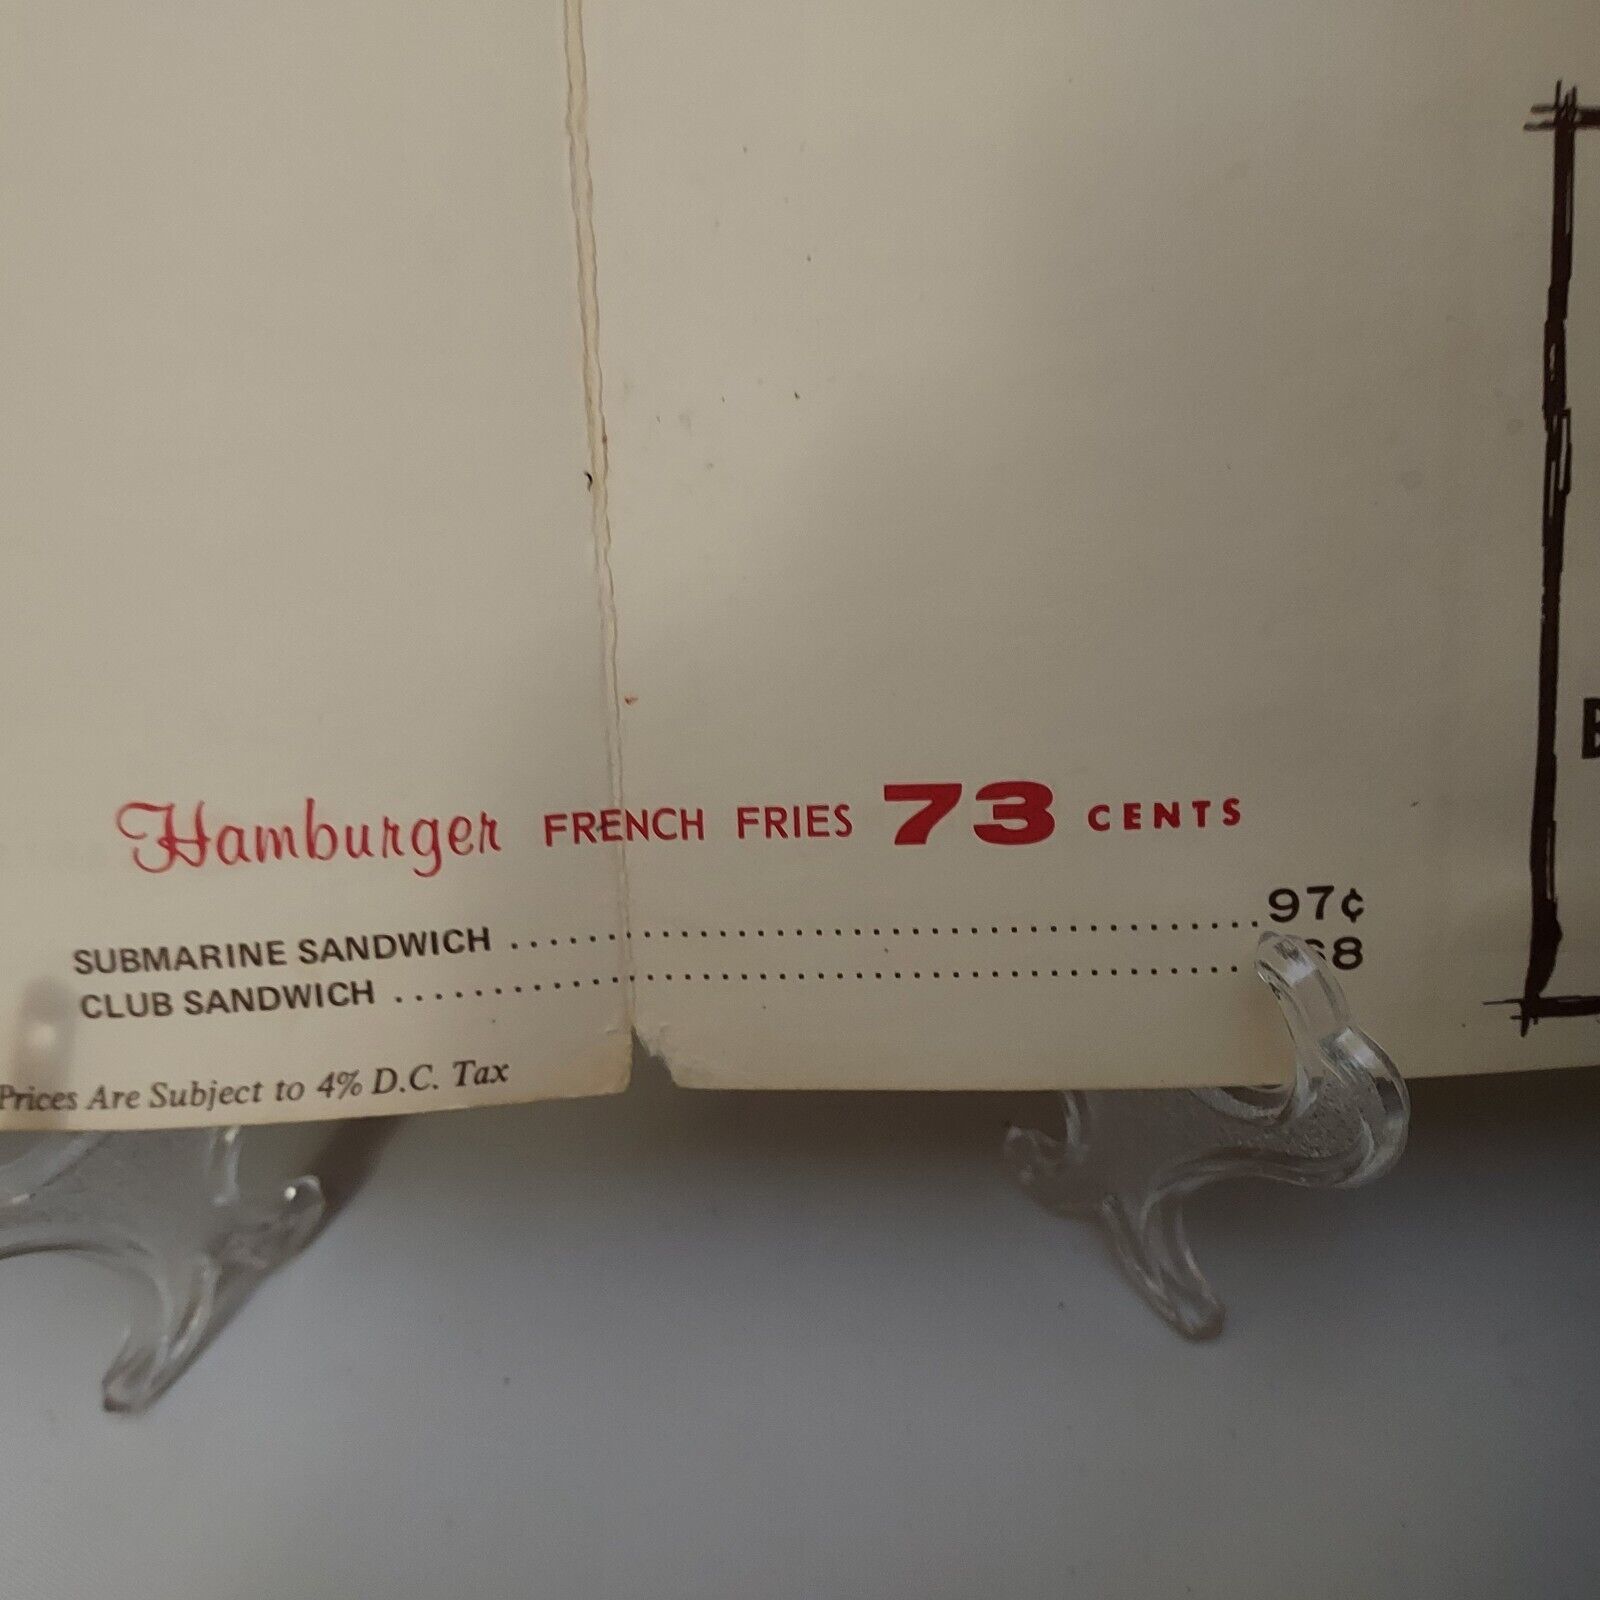 Hamburger FRENCH FRIES 73 CENTS
SUBMARINE SANDWICH ........................................ 97¢
CLUB SANDWICH ........................................
Prices Are Subject to 4% D.C. Tax